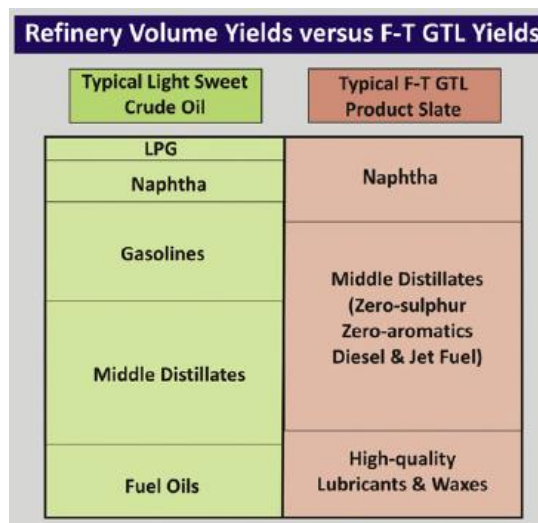 Refinery Volume Yields versus F-T GTL Yields
Typical Light Sweet
Crude Oil
Typical F-T GTL
Product Slate
LPG
Naphtha
Gasolines
Middle Distillates
Fuel Oils
Naphtha
Middle Distillates
(Zero-sulphur
Zero-aromatics
Diesel & Jet Fuel)
High-quality
Lubricants & Waxes